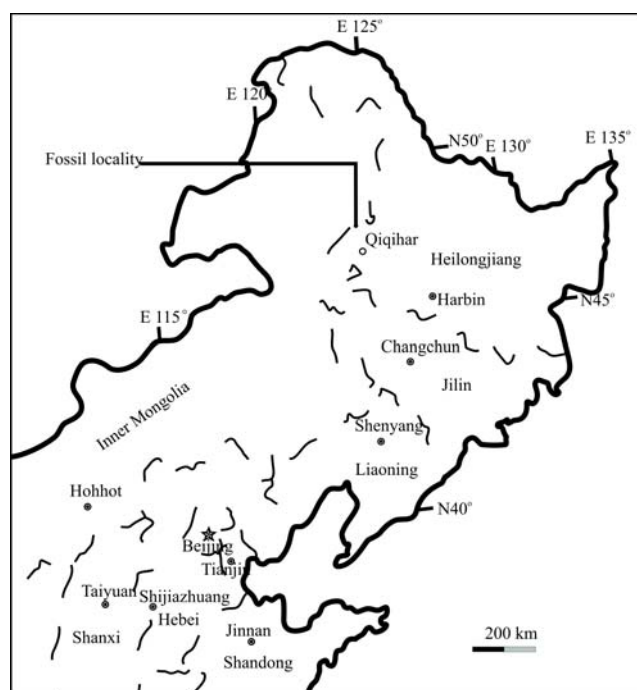 E 125°
E 120
N50°
E 130°
E 135°
Fossil locality
Qiqihar
Heilongjiang
Harbin
N45°
E 115°
Changchun
Jilin
Inner Mongolia
Shenyang
Liaoning
Hohhot
N40°
Beijing
Tianjin
Taiyuan
Shijiazhuang
Hebei
Shanxi
Jinnan
Shandong
200 km